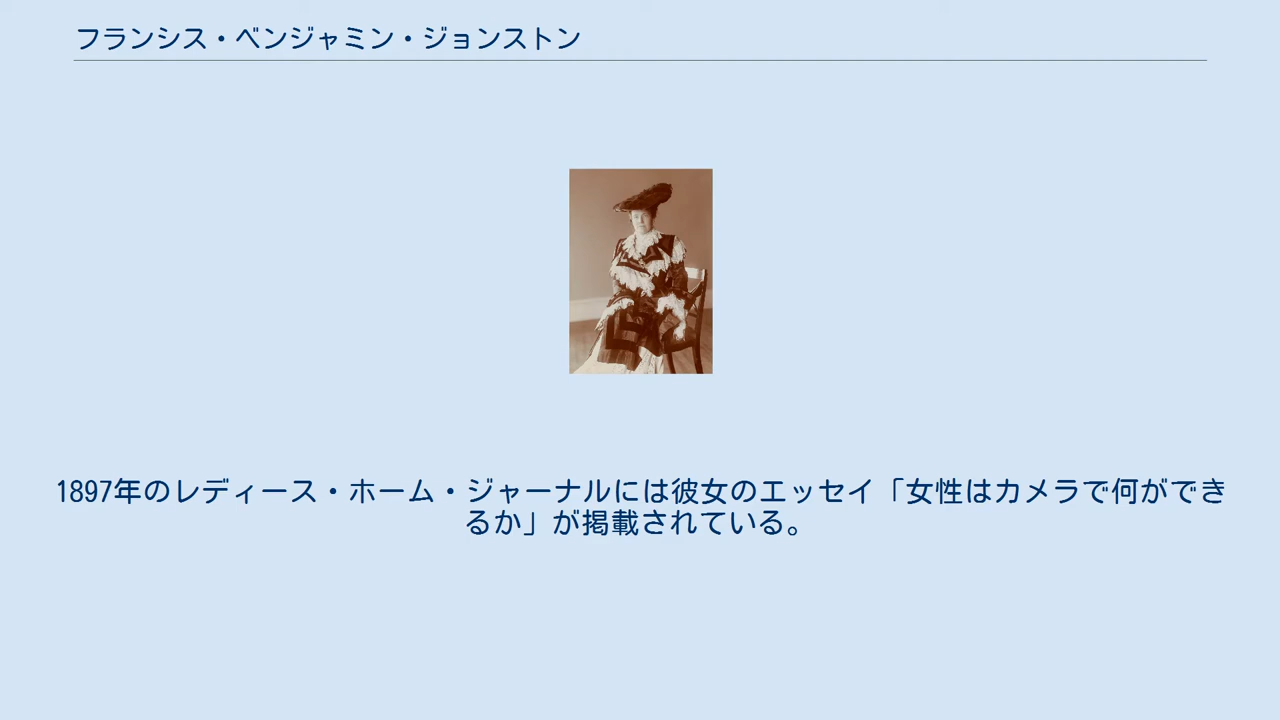 フランシス・ベンジャミン・ジョンストン
1897年のレディース・ホーム・ジャーナルには彼女のエッセイ「女性はカメラで何ができ
るか」が掲載されている。